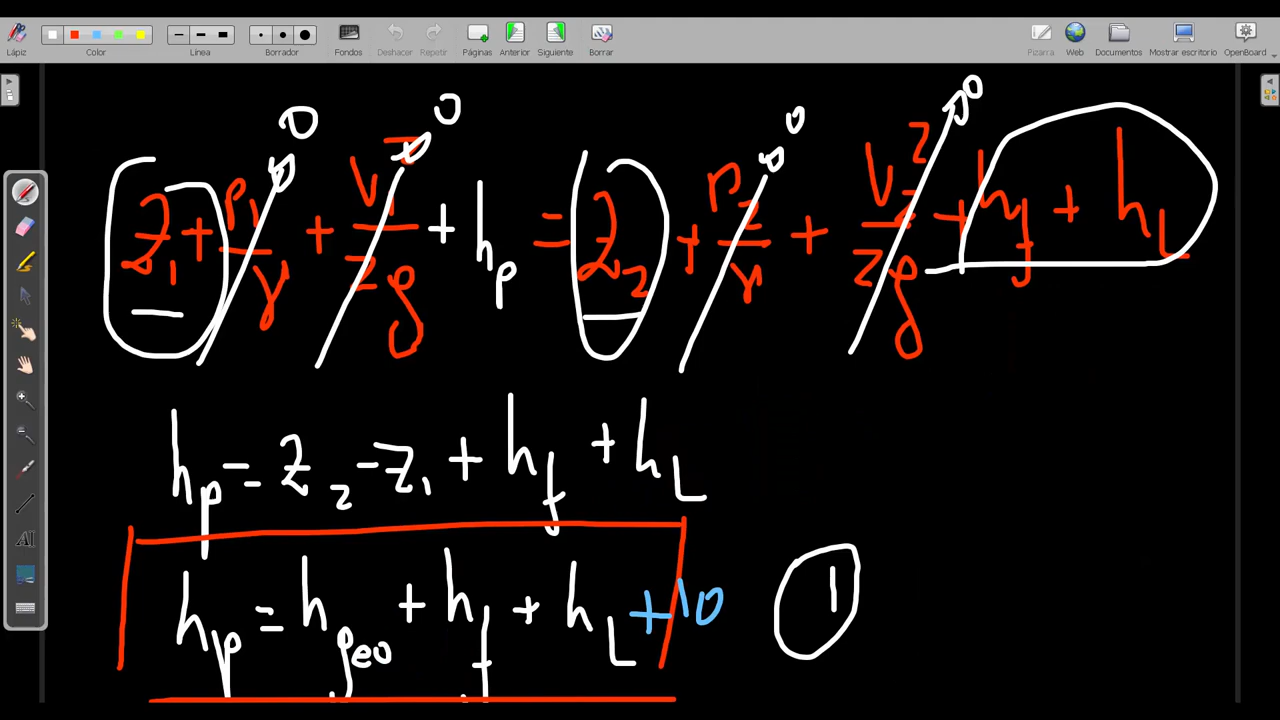 Lápiz Color Línea Borrador Fondos Deshacer Repetir Páginas Anterior Siguiente Borrar Pizarra Web Documentos Mostrar escritorio OpenBoard
0 0 0 0
Z₁ + P₁/γ + V₁²/2g + hp = Z₂ + P₂/γ + V₂²/2g + hf + hL
hp = Z₂ - Z₁ + hf + hL
hp = hgeo + hf + hL + 10 1